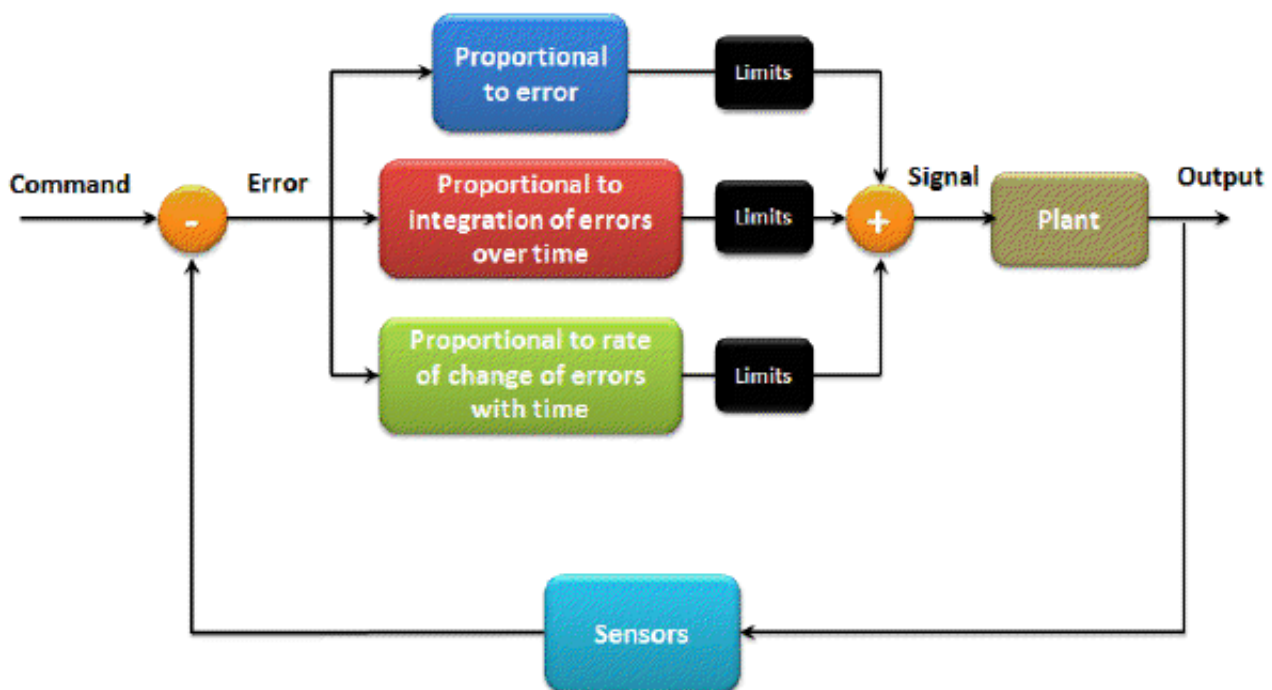 Proportional
to error
Limits
Command
Error
Proportional to
integration of errors
over time
Limits
+
Signal
Plant
Output
-
Proportional to rate
of change of errors
with time
Limits
Sensors